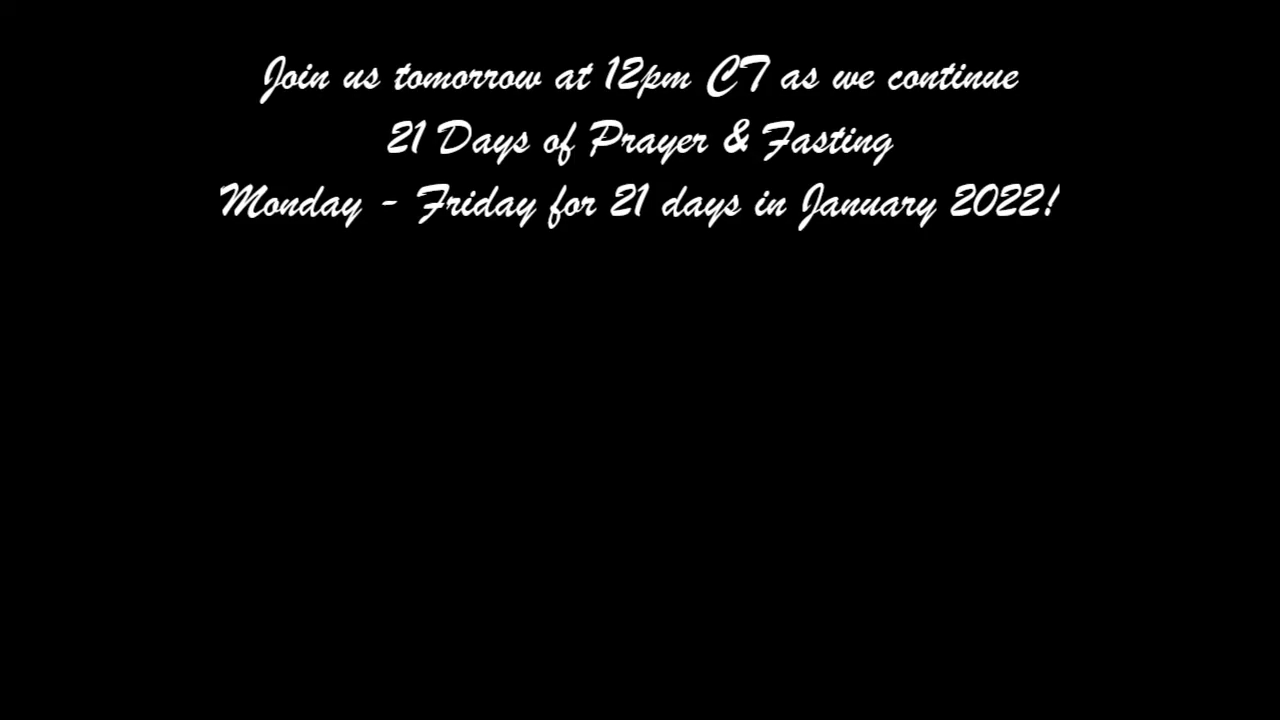 Join us tomorrow at 12pm CT as we continue
21 Days of Prayer & Fasting
Monday - Friday for 21 days in January 2022!